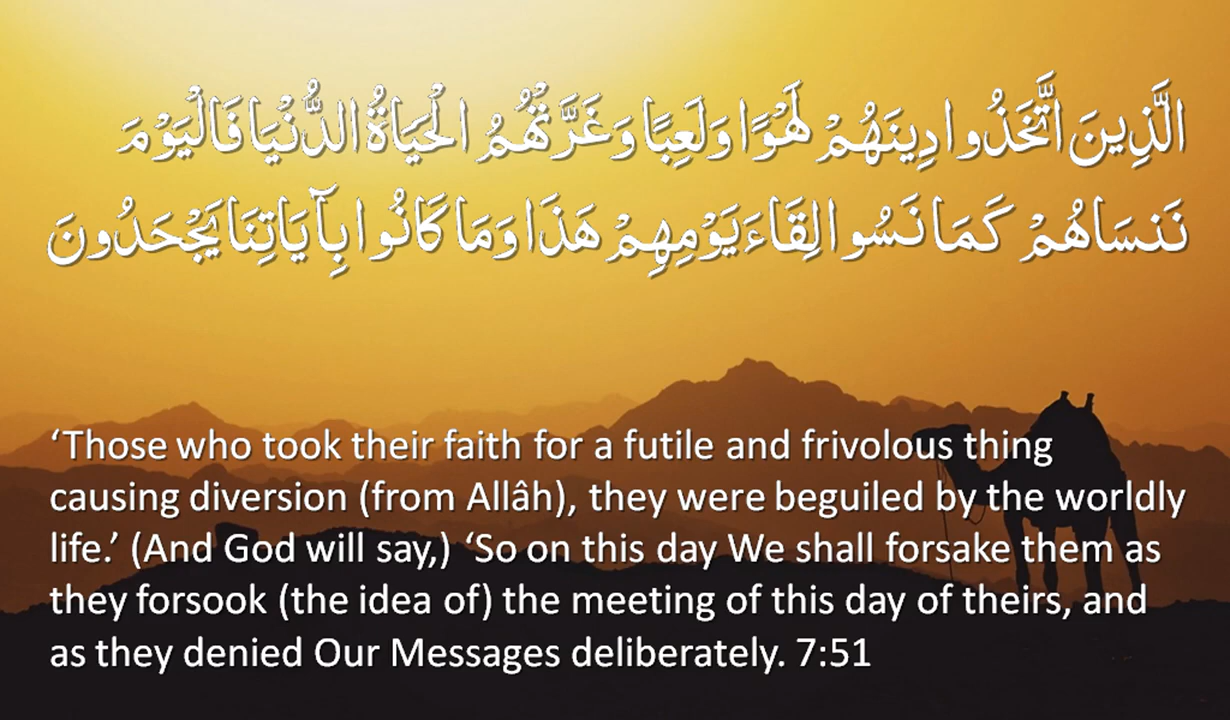 الَّذِينَ اتَّخَذُوا دِينَهُمْ لَهْوًا وَلَعِبًا وَغَرَّتْهُمُ الْحَيَاةُ الدُّنْيَا فَالْيَوْمَ
نَنسَاهُمْ كَمَا نَسُوا لِقَاءَ يَوْمِهِمْ هَذَا وَمَا كَانُوا بِآيَاتِنَا يَجْحَدُونَ
‘Those who took their faith for a futile and frivolous thing
causing diversion (from Allâh), they were beguiled by the worldly
life.’ (And God will say,) ‘So on this day We shall forsake them as
they forsook (the idea of) the meeting of this day of theirs, and
as they denied Our Messages deliberately. 7:51